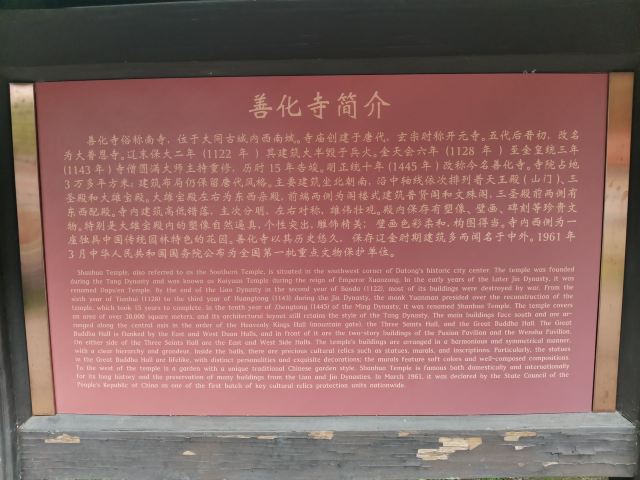 善化寺简介
善化寺俗称南寺，位于大同古城内西南域。寺庙创建于唐代，玄宗时称开元寺。五代后晋初，改名
为大普恩寺。辽末保大二年（1122 年）其建筑大半毁于兵火。金天会六年（1128 年）至金皇统三年
（1143 年）寺僧圆满大师主持重修，历时 15 年告竣。明正统十年（1445 年）改称今名善化寺。寺院占地
3 万多平方米；建筑布局仍保留唐代风格。主要建筑坐北朝南，沿中轴线依次排列着天王殿（山门）、三
圣殿和大雄宝殿。大雄宝殿左右为东西朵殿，前端两侧为阁楼式建筑普贤阁和文殊阁，三圣殿前两侧有
东西配殿。寺内建筑高低错落，主次分明，左右对称，雄伟壮观。殿内保存有塑像、壁画、碑刻等珍贵文
物。特别是大雄宝殿内的塑像自然逼真，个性突出，雕饰精美；壁画色彩柔和，构图得当。寺内西侧为一
座独具中国传统园林特色的花园。善化寺以其历史悠久，保存辽金时期建筑多而闻名于中外。1961 年
3 月中华人民共和国国务院公布为全国第一批重点文物保护单位。
Shanhua Temple, also referred to as the Southern Temple, is situated in the southwest corner of Datong's historic city center. The temple was founded
during the Tang Dynasty and was known as Kaiyuan Temple during the reign of Emperor Xuanzong. In the early years of the Later Jin Dynasty, it was
renamed Dapu'en Temple. By the end of the Liao Dynasty in the second year of Baoda (1122), most of its buildings were destroyed by war. From the
sixth year of Tianhui (1128) to the third year of Huangtong (1143) during the Jin Dynasty, the monk Yuanman presided over the reconstruction of the
temple, which took 15 years to complete. In the tenth year of Zhengtong (1445) of the Ming Dynasty, it was renamed Shanhua Temple. The temple covers
an area of over 30,000 square meters, and its architectural layout still retains the style of the Tang Dynasty. The main buildings face south and are ar-
ranged along the central axis in the order of the Heavenly Kings Hall (mountain gate), the Three Saints Hall, and the Great Buddha Hall. The Great
Buddha Hall is flanked by the East and West Duan Halls, and in front of it are the two-story buildings of the Puxian Pavilion and the Wenshu Pavilion.
On either side of the Three Saints Hall are the East and West Side Halls. The temple's buildings are arranged in a harmonious and symmetrical manner,
with a clear hierarchy and grandeur. Inside the halls, there are precious cultural relics such as statues, murals, and inscriptions. Particularly, the statues
in the Great Buddha Hall are lifelike, with distinct personalities and exquisite decorations; the murals feature soft colors and well-composed compositions.
To the west of the temple is a garden with a unique traditional Chinese garden style. Shanhua Temple is famous both domestically and internationally
for its long history and the preservation of many buildings from the Liao and Jin Dynasties. In March 1961, it was declared by the State Council of the
People's Republic of China as one of the first batch of key cultural relics protection units nationwide.